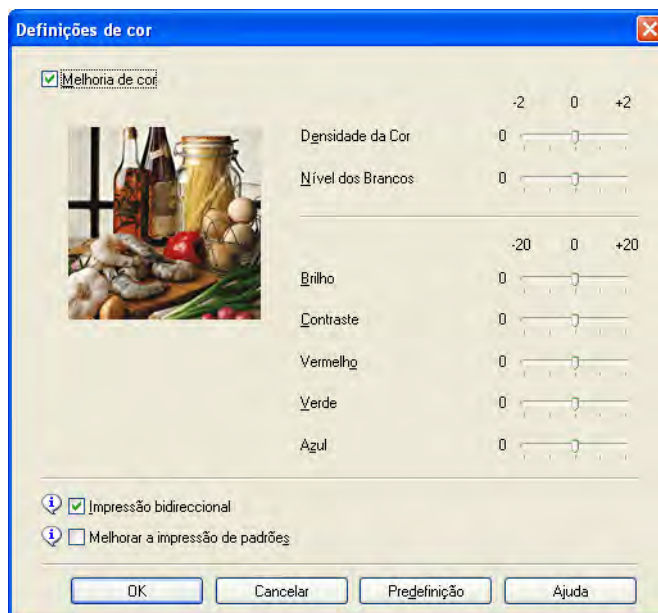 Definições de cor
Melhoria de cor
-2 0 +2
Densidade da Cor 0
Nível dos Brancos 0
-20 0 +20
Brilho 0
Contraste 0
Vermelho 0
Verde 0
Azul 0
Impressão bidireccional
Melhorar a impressão de padrões
OK Cancelar Predefinição Ajuda